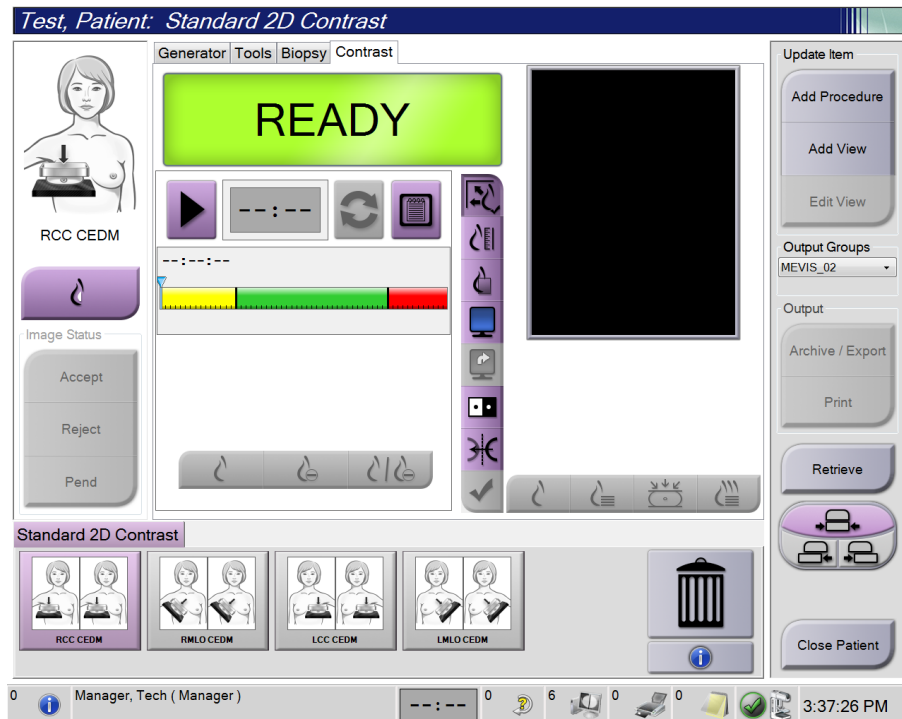 Test, Patient: Standard 2D Contrast
Generator Tools Biopsy Contrast
READY
--:--
--:--:--
RCC CEDM
Image Status
Accept
Reject
Pend
Update Item
Add Procedure
Add View
Edit View
Output Groups
MEVIS_02
Output
Archive / Export
Print
Retrieve
Close Patient
Standard 2D Contrast
RCC CEDM
RMLO CEDM
LCC CEDM
LMLO CEDM
0 Manager, Tech ( Manager ) --:-- 0 6 0 0 3:37:26 PM